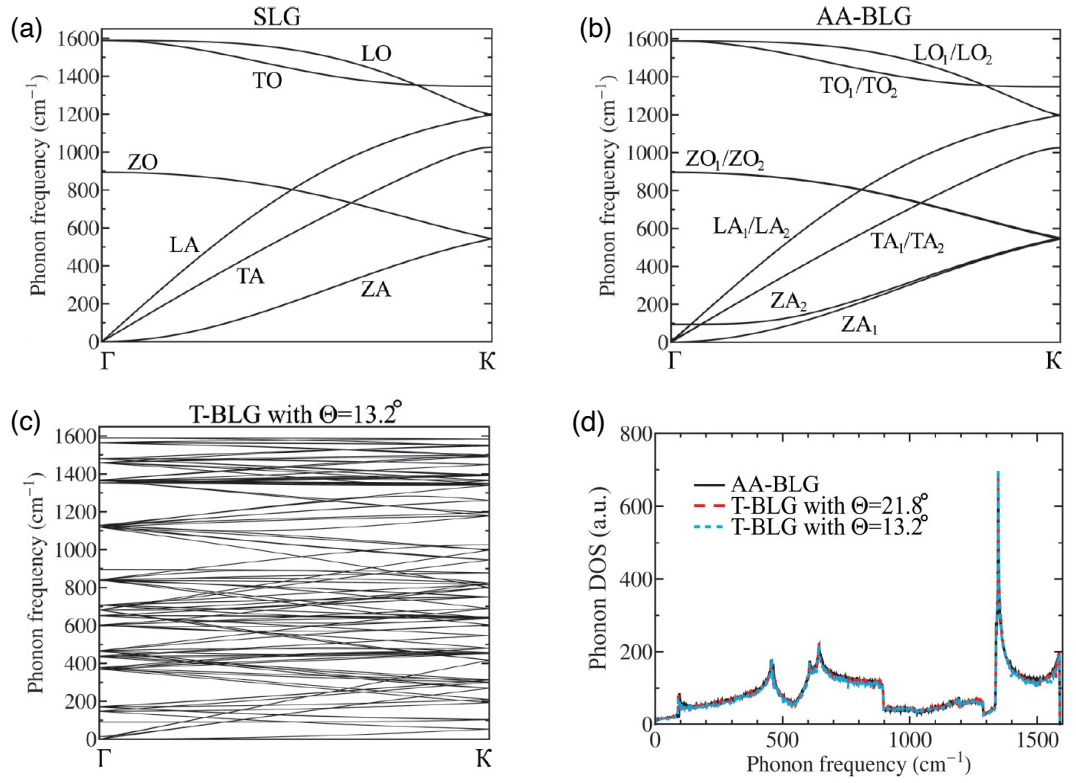 (a)
SLG
Phonon frequency (cm⁻¹)
1600
1400
1200
1000
800
600
400
200
0
LO
TO
ZO
LA
TA
ZA
Γ
K
(b)
AA-BLG
Phonon frequency (cm⁻¹)
1600
1400
1200
1000
800
600
400
200
0
LO₁/LO₂
TO₁/TO₂
ZO₁/ZO₂
LA₁/LA₂
TA₁/TA₂
ZA₂
ZA₁
Γ
K
(c)
T-BLG with Θ=13.2°
Phonon frequency (cm⁻¹)
1600
1400
1200
1000
800
600
400
200
0
Γ
K
(d)
Phonon DOS (a.u.)
800
600
400
200
0
AA-BLG
T-BLG with Θ=21.8°
T-BLG with Θ=13.2°
0
500
1000
1500
Phonon frequency (cm⁻¹)